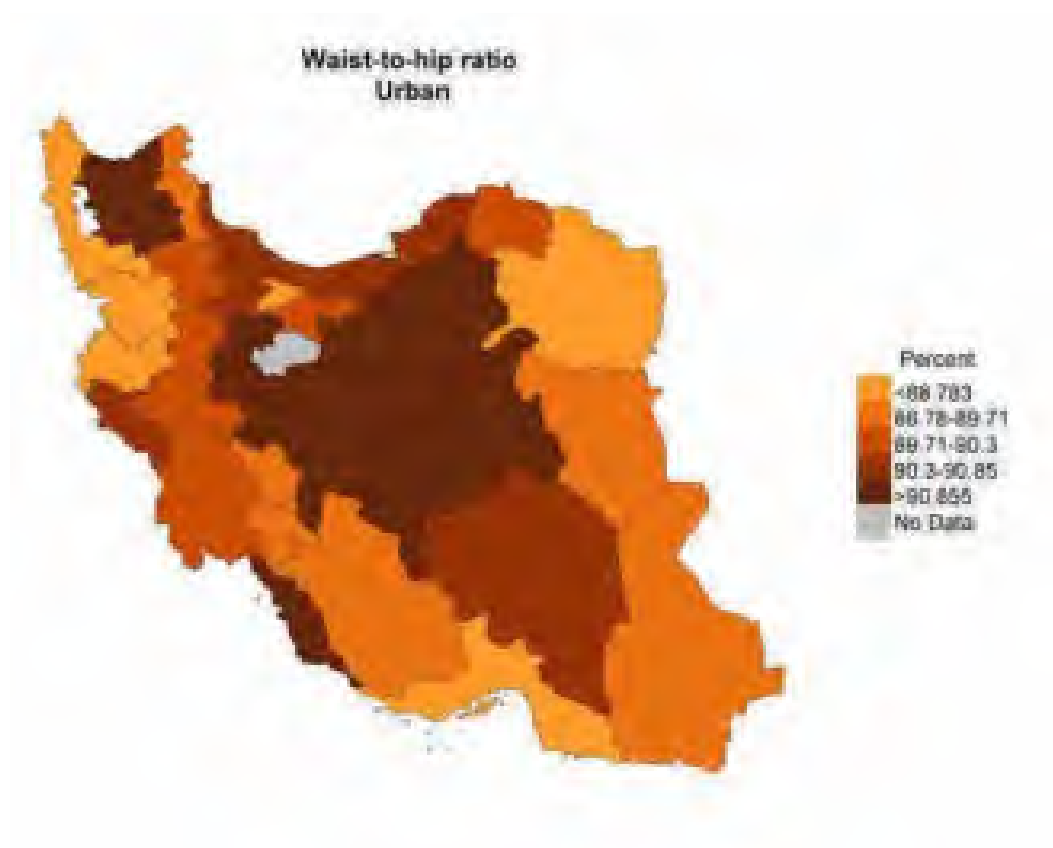 Waist-to-hip ratio
Urban
Percent
<88.783
88.78-89.71
89.71-90.3
90.3-90.85
>90.855
No Data